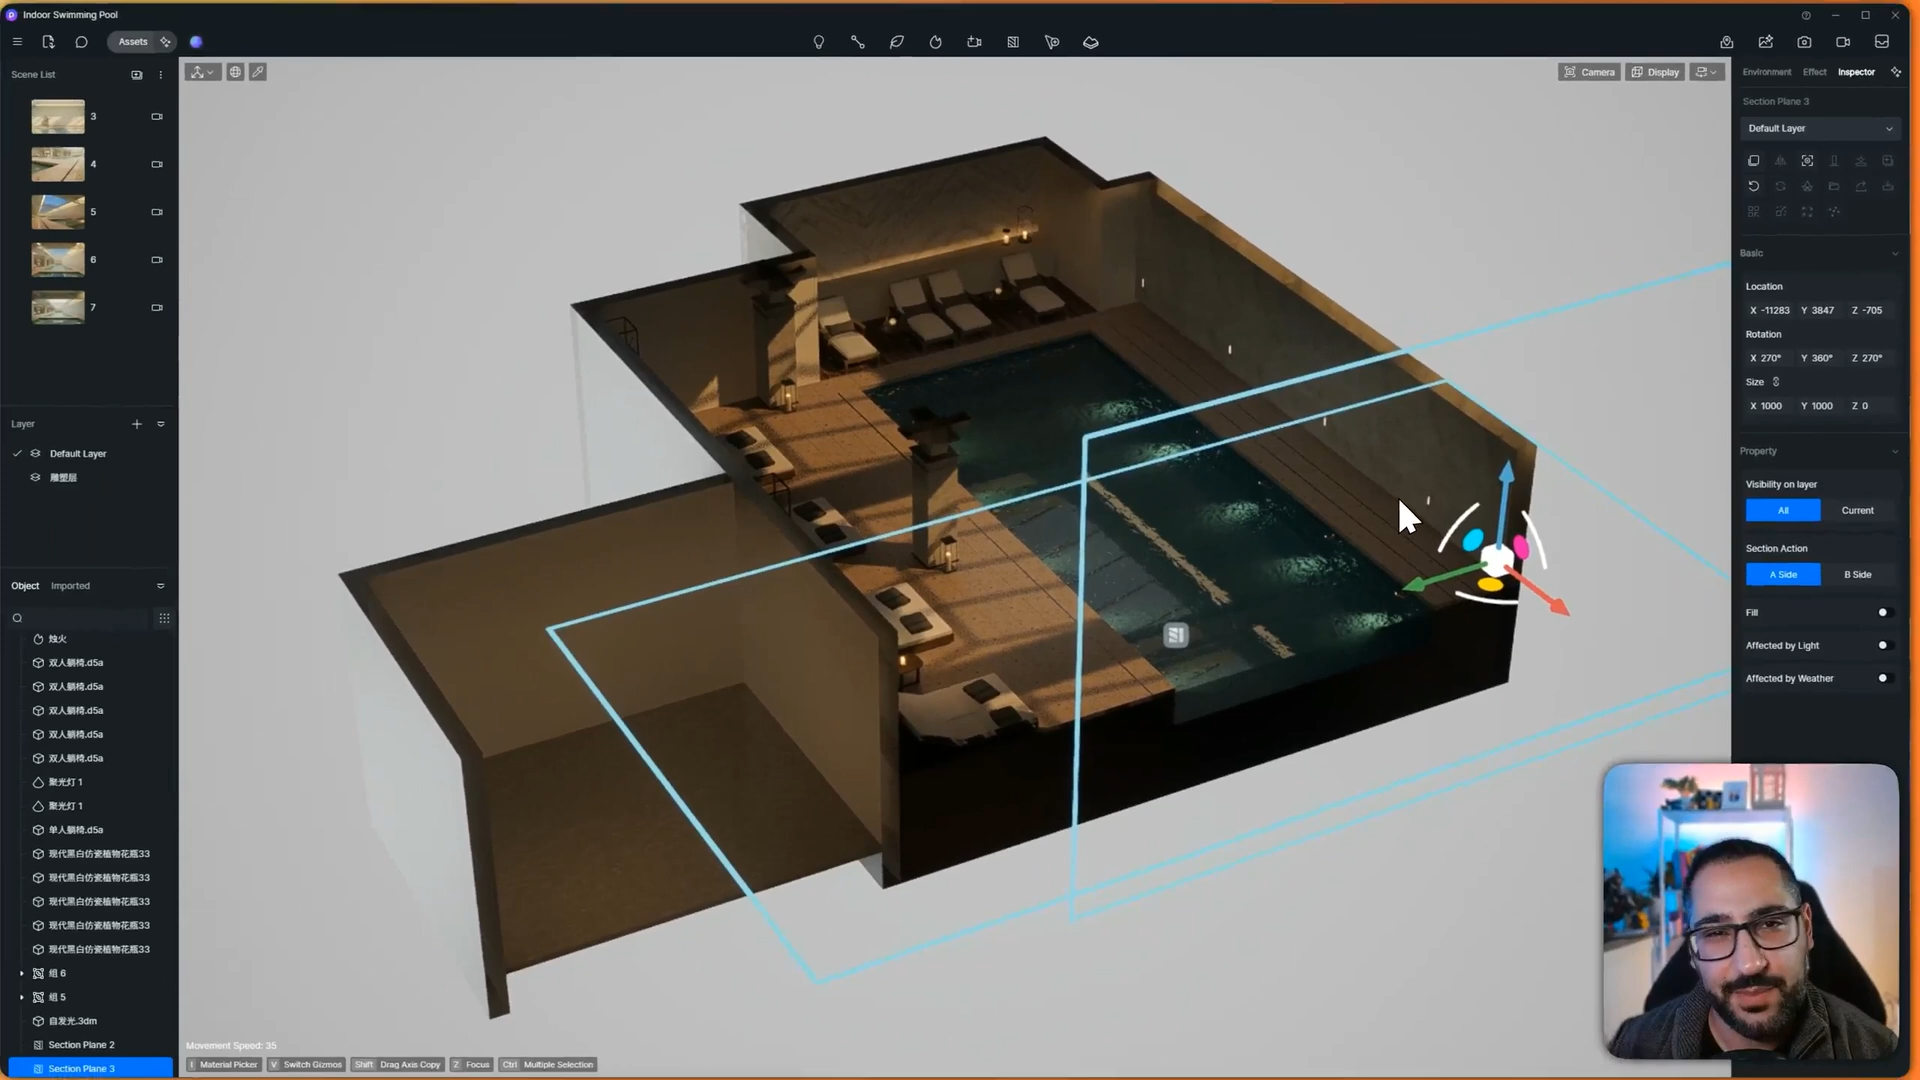 Indoor Swimming Pool
Assets
Scene List
3
4
5
6
7
Layer
Default Layer
雕塑层
Object
Imported
烛火
双人躺椅.d5a
双人躺椅.d5a
双人躺椅.d5a
双人躺椅.d5a
双人躺椅.d5a
聚光灯 1
聚光灯 1
单人躺椅.d5a
现代黑白仿瓷植物花瓶33
现代黑白仿瓷植物花瓶33
现代黑白仿瓷植物花瓶33
现代黑白仿瓷植物花瓶33
现代黑白仿瓷植物花瓶33
组 6
组 5
自发光.3dm
Section Plane 2
Section Plane 3
Camera
Display
Movement Speed: 35
I Material Picker
V Switch Gizmos
Shift Drag Axis Copy
Z Focus
Ctrl Multiple Selection
Environment
Effect
Inspector
Section Plane 3
Default Layer
Basic
Location
X -11283 Y 3847 Z -705
Rotation
X 270° Y 360° Z 270°
Size
X 1000 Y 1000 Z 0
Property
Visibility on layer
All
Current
Section Action
A Side
B Side
Fill
Affected by Light
Affected by Weather